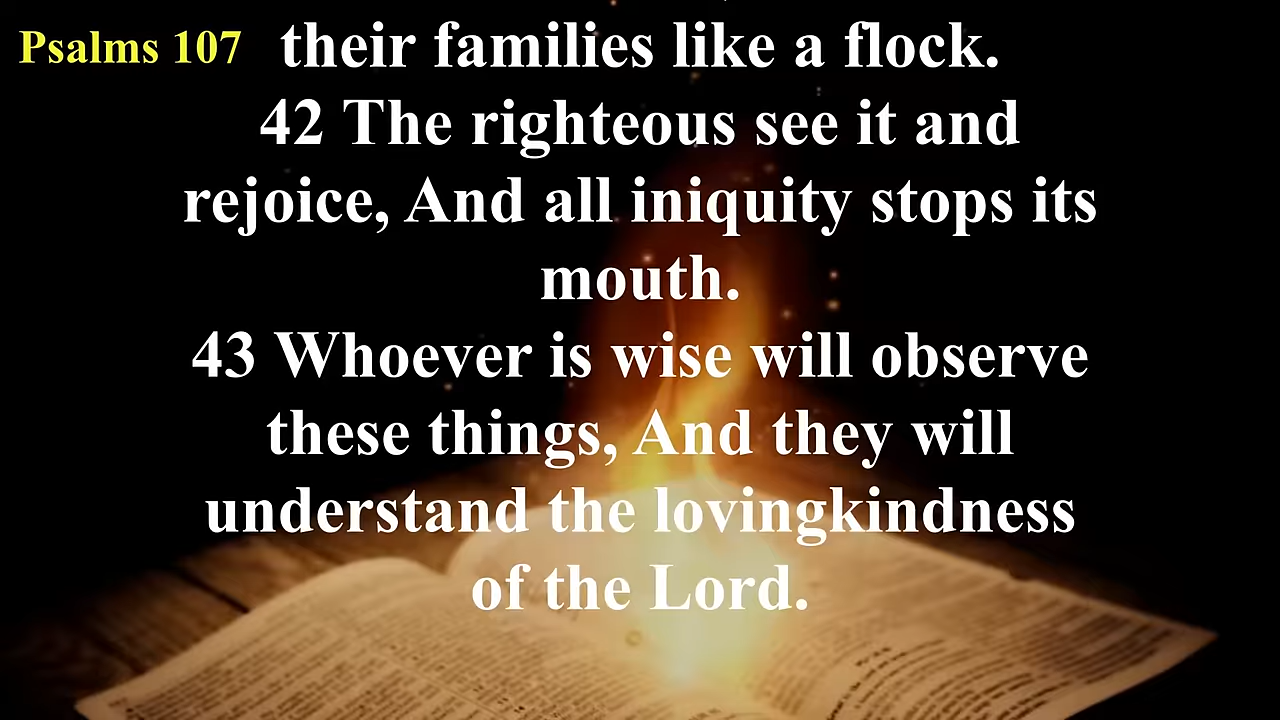 Psalms 107 their families like a flock.
42 The righteous see it and
rejoice, And all iniquity stops its
mouth.
43 Whoever is wise will observe
these things, And they will
understand the lovingkindness
of the Lord.